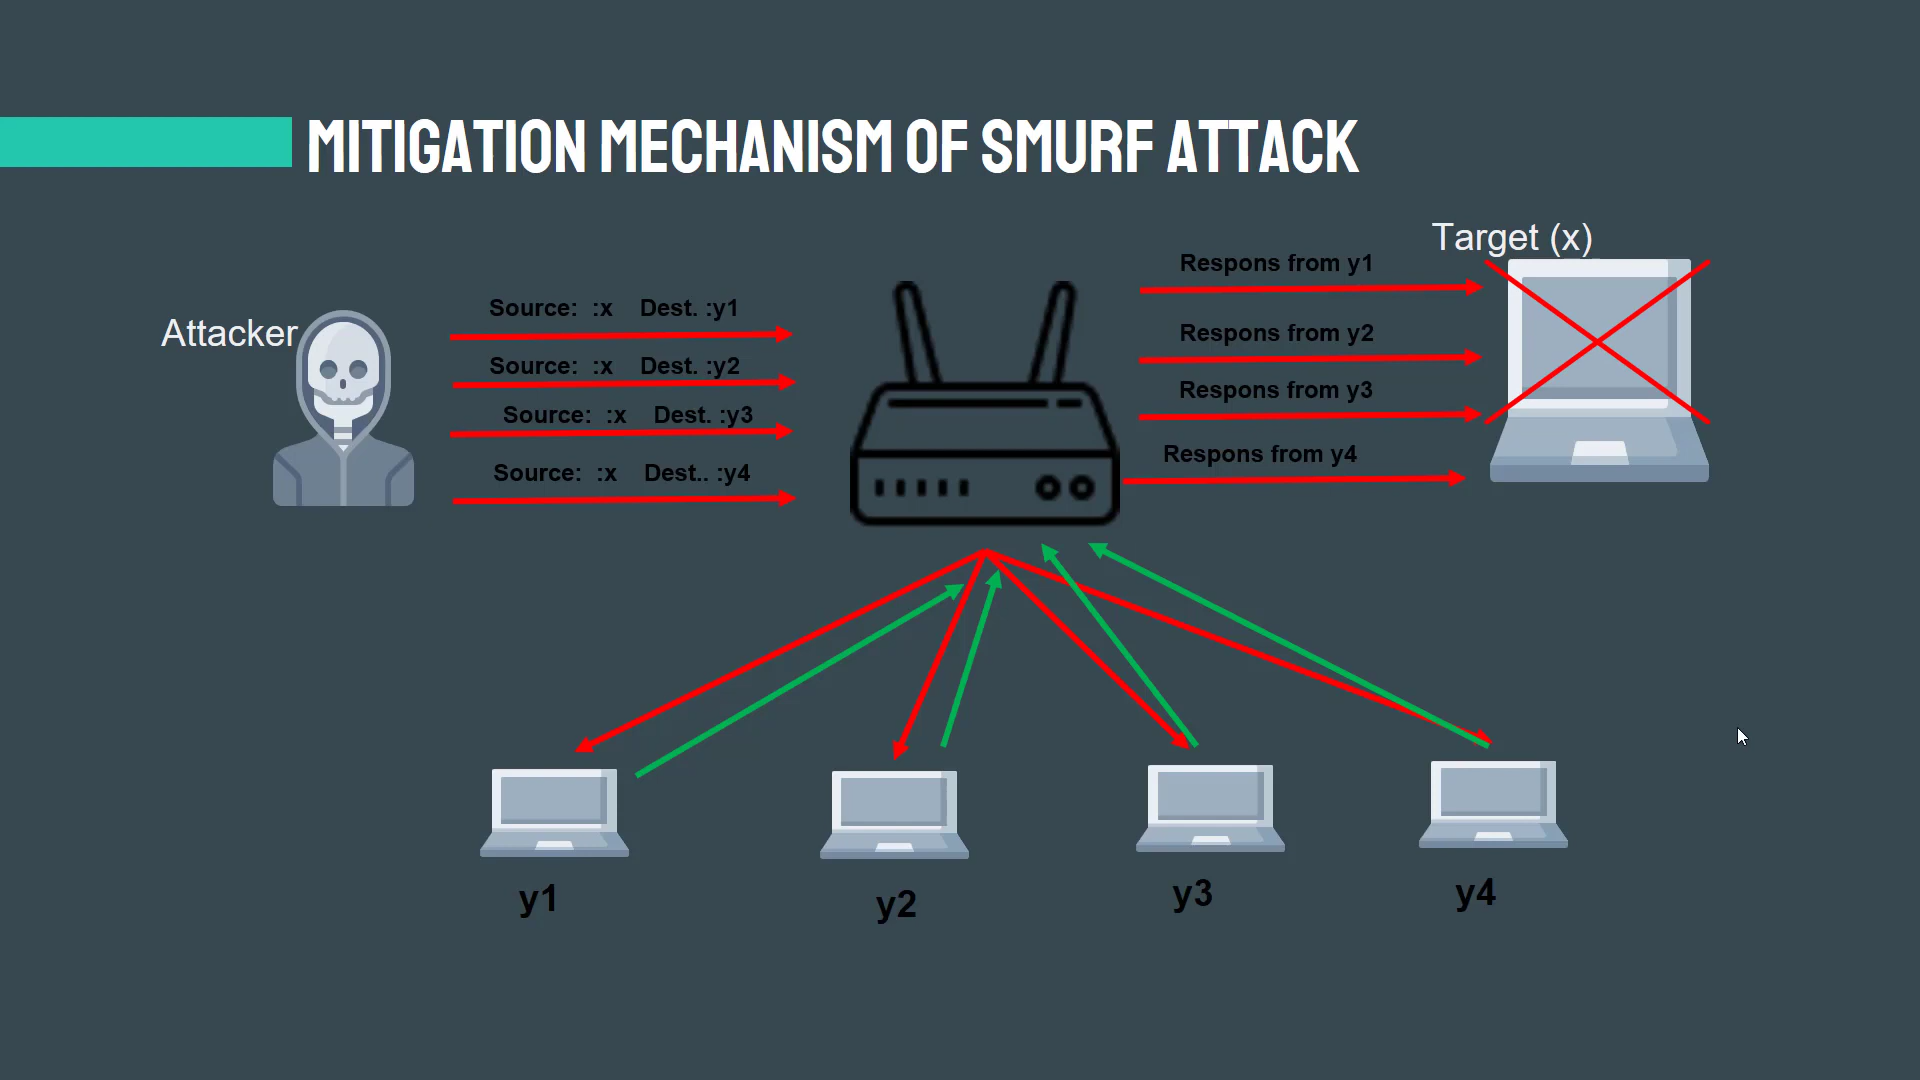 MITIGATION MECHANISM OF SMURF ATTACK
Target (x)
Attacker
Source:  :x    Dest. :y1
Source:  :x    Dest. :y2
Source:  :x    Dest. :y3
Source:  :x    Dest.. :y4
Respons from y1
Respons from y2
Respons from y3
Respons from y4
y1
y2
y3
y4